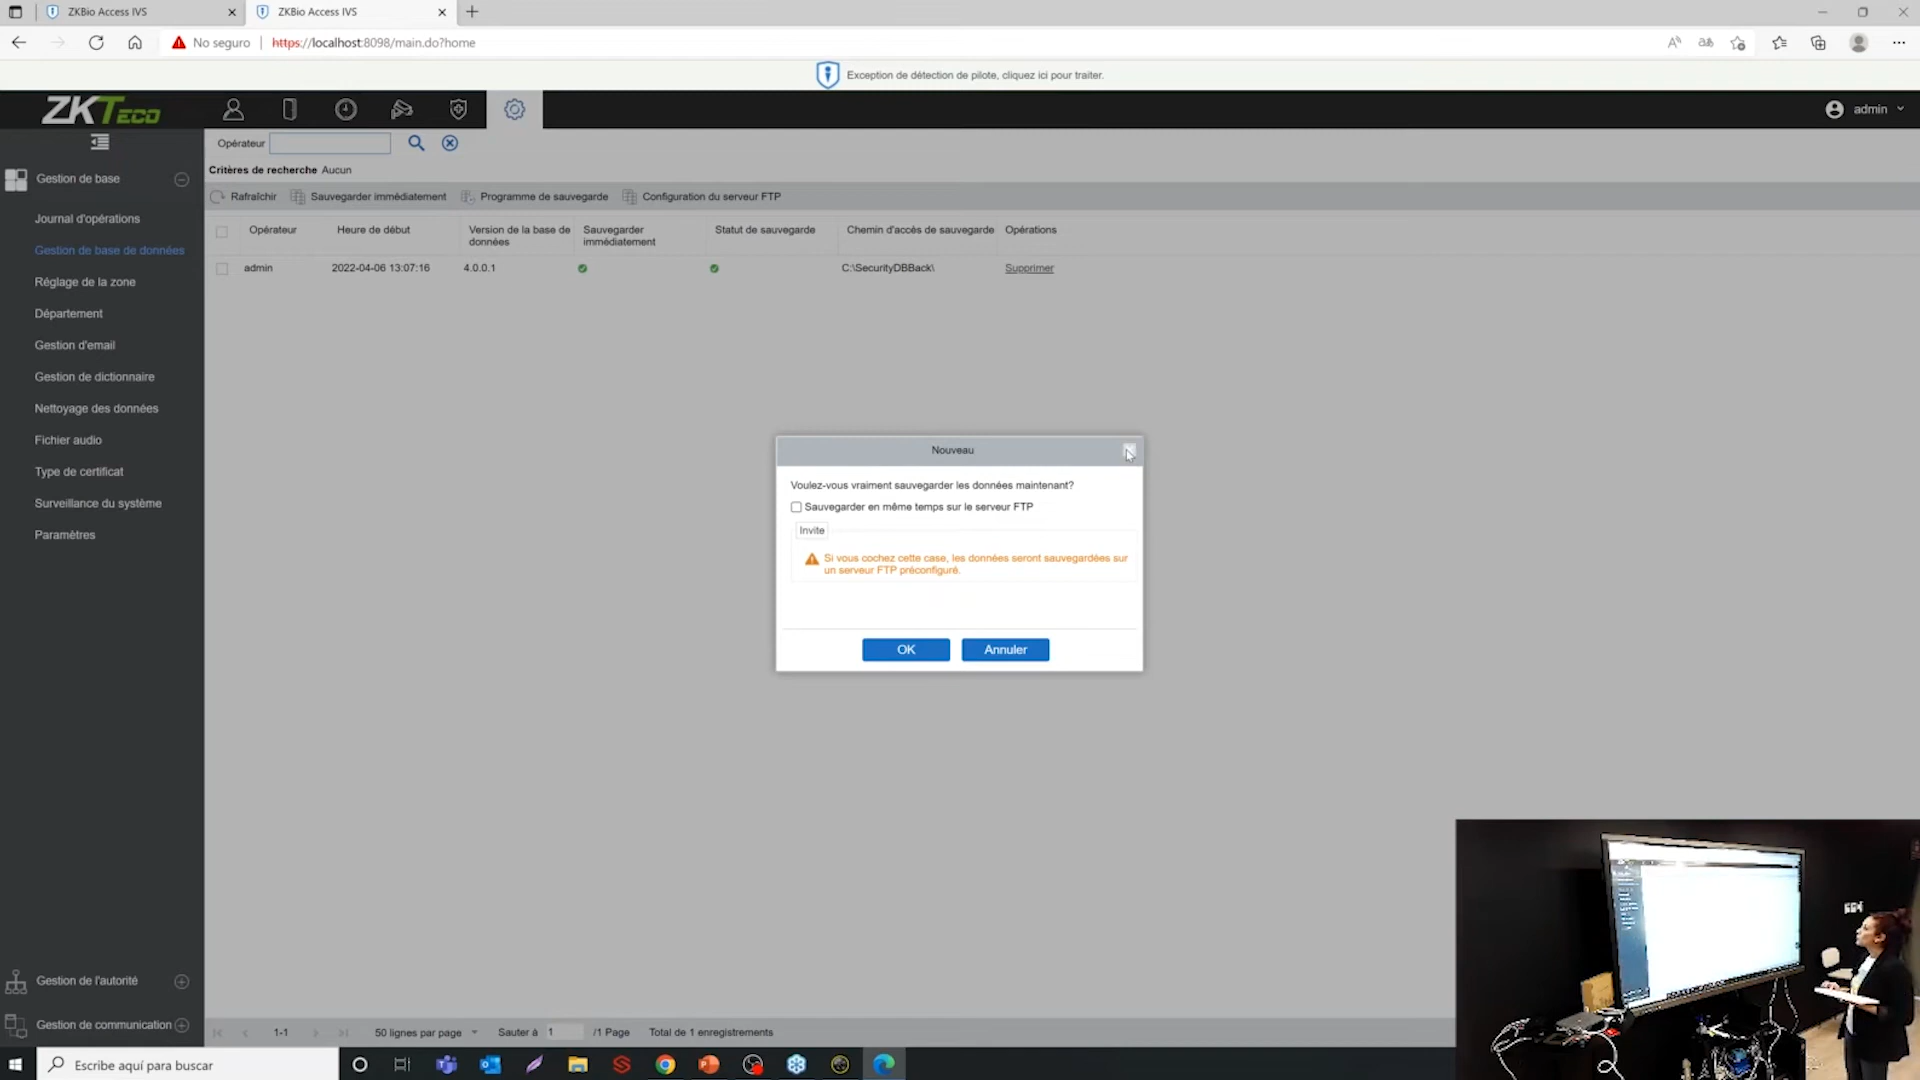 ZKBio Access IVS
ZKBio Access IVS
No seguro
https://localhost:8098/main.do?home
Exception de détection de pilote, cliquez ici pour traiter.
ZKTECO
admin
Opérateur
Critères de recherche Aucun
Rafraîchir
Sauvegarder immédiatement
Programme de sauvegarde
Configuration du serveur FTP
Opérateur
Heure de début
Version de la base de données
Sauvegarder immédiatement
Statut de sauvegarde
Chemin d'accès de sauvegarde
Opérations
admin
2022-04-06 13:07:16
4.0.0.1
C:\SecurityDBBack\
Supprimer
Gestion de base
Journal d'opérations
Gestion de base de données
Réglage de la zone
Département
Gestion d'email
Gestion de dictionnaire
Nettoyage des données
Fichier audio
Type de certificat
Surveillance du système
Paramètres
Gestion de l'autorité
Gestion de communication
Nouveau
Voulez-vous vraiment sauvegarder les données maintenant?
Sauvegarder en même temps sur le serveur FTP
Invite
Si vous cochez cette case, les données seront sauvegardées sur
un serveur FTP préconfiguré.
OK
Annuler
1-1
50 lignes par page
Sauter à
1
/1 Page
Total de 1 enregistrements
Escribe aquí para buscar